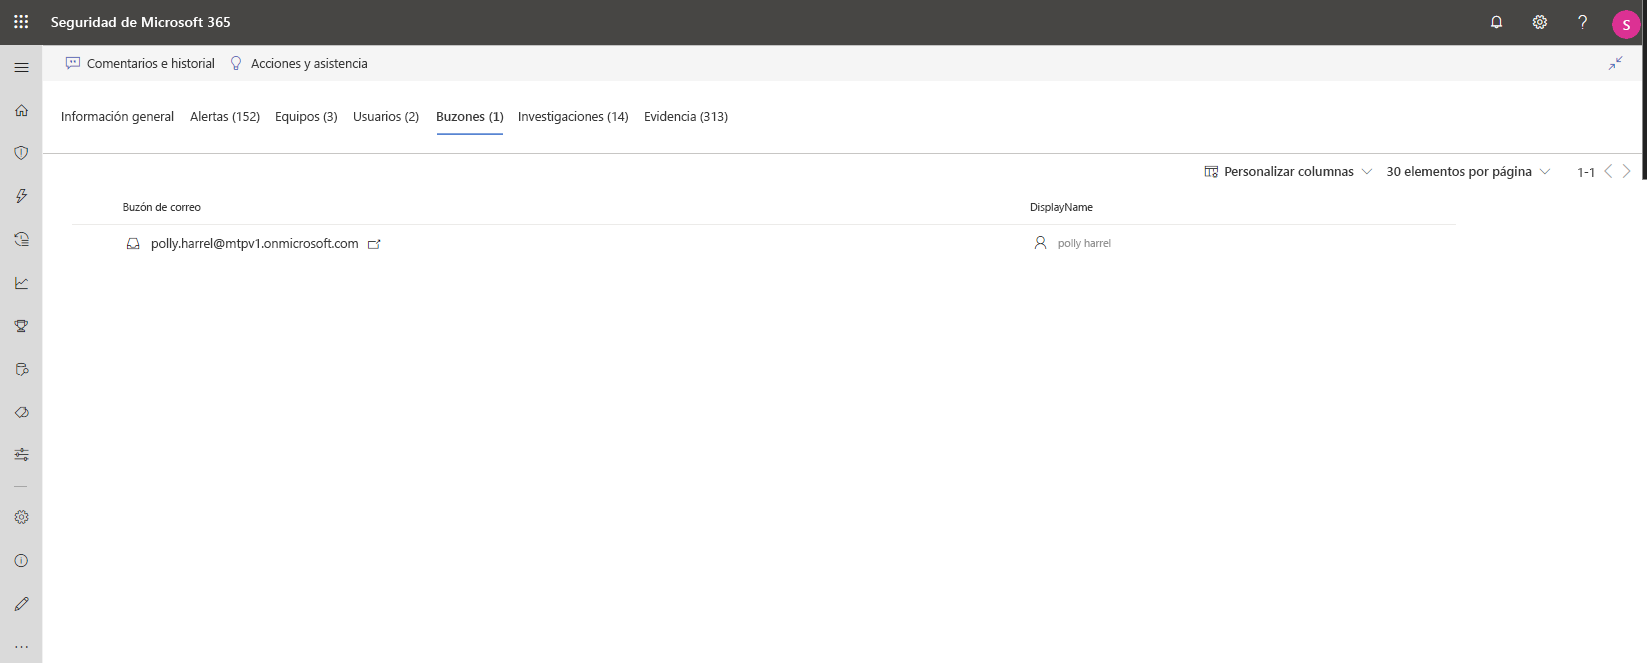 Seguridad de Microsoft 365
S
Comentarios e historial Acciones y asistencia
Información general Alertas (152) Equipos (3) Usuarios (2) Buzones (1) Investigaciones (14) Evidencia (313)
Personalizar columnas 30 elementos por página 1-1
Buzón de correo DisplayName
polly.harrel@mtpv1.onmicrosoft.com polly harrel